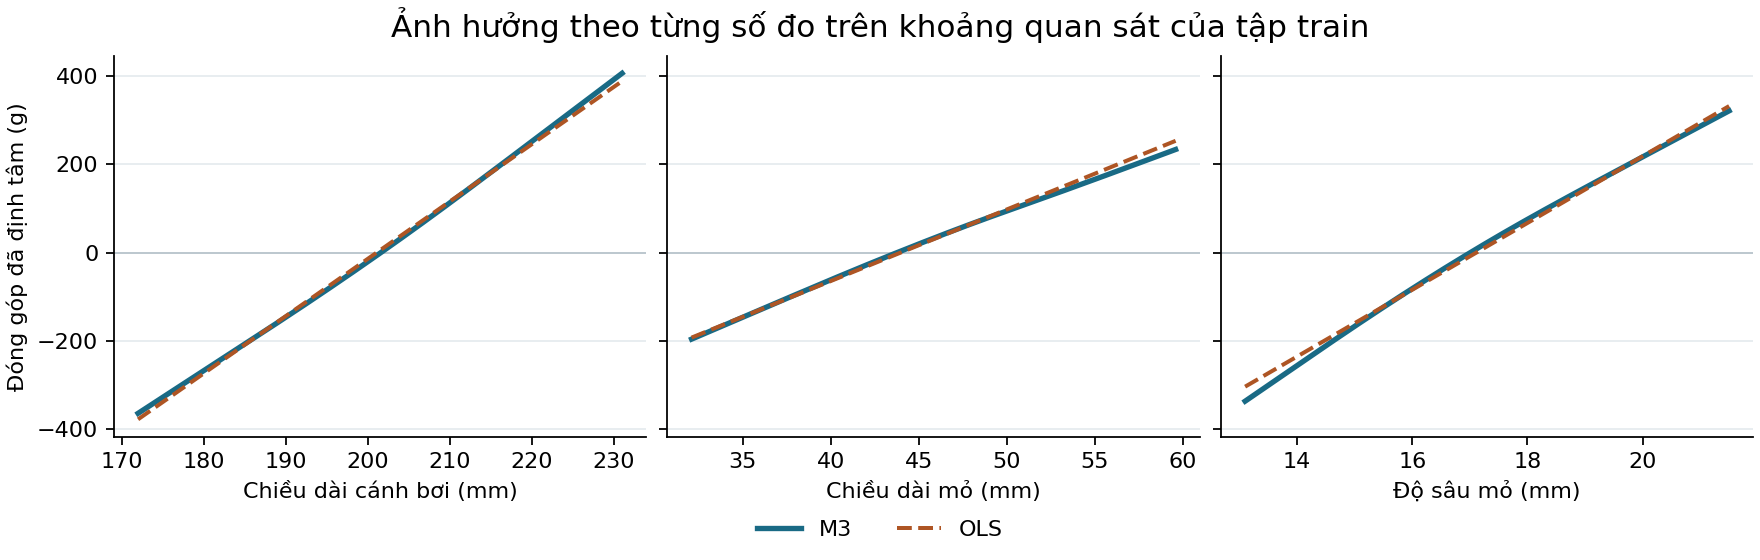 Ảnh hưởng theo từng số đo trên khoảng quan sát của tập train
Đóng góp đã định tâm (g)
400
200
0
−200
−400
170 180 190 200 210 220 230
Chiều dài cánh bơi (mm)
35 40 45 50 55 60
Chiều dài mỏ (mm)
14 16 18 20
Độ sâu mỏ (mm)
M3 OLS